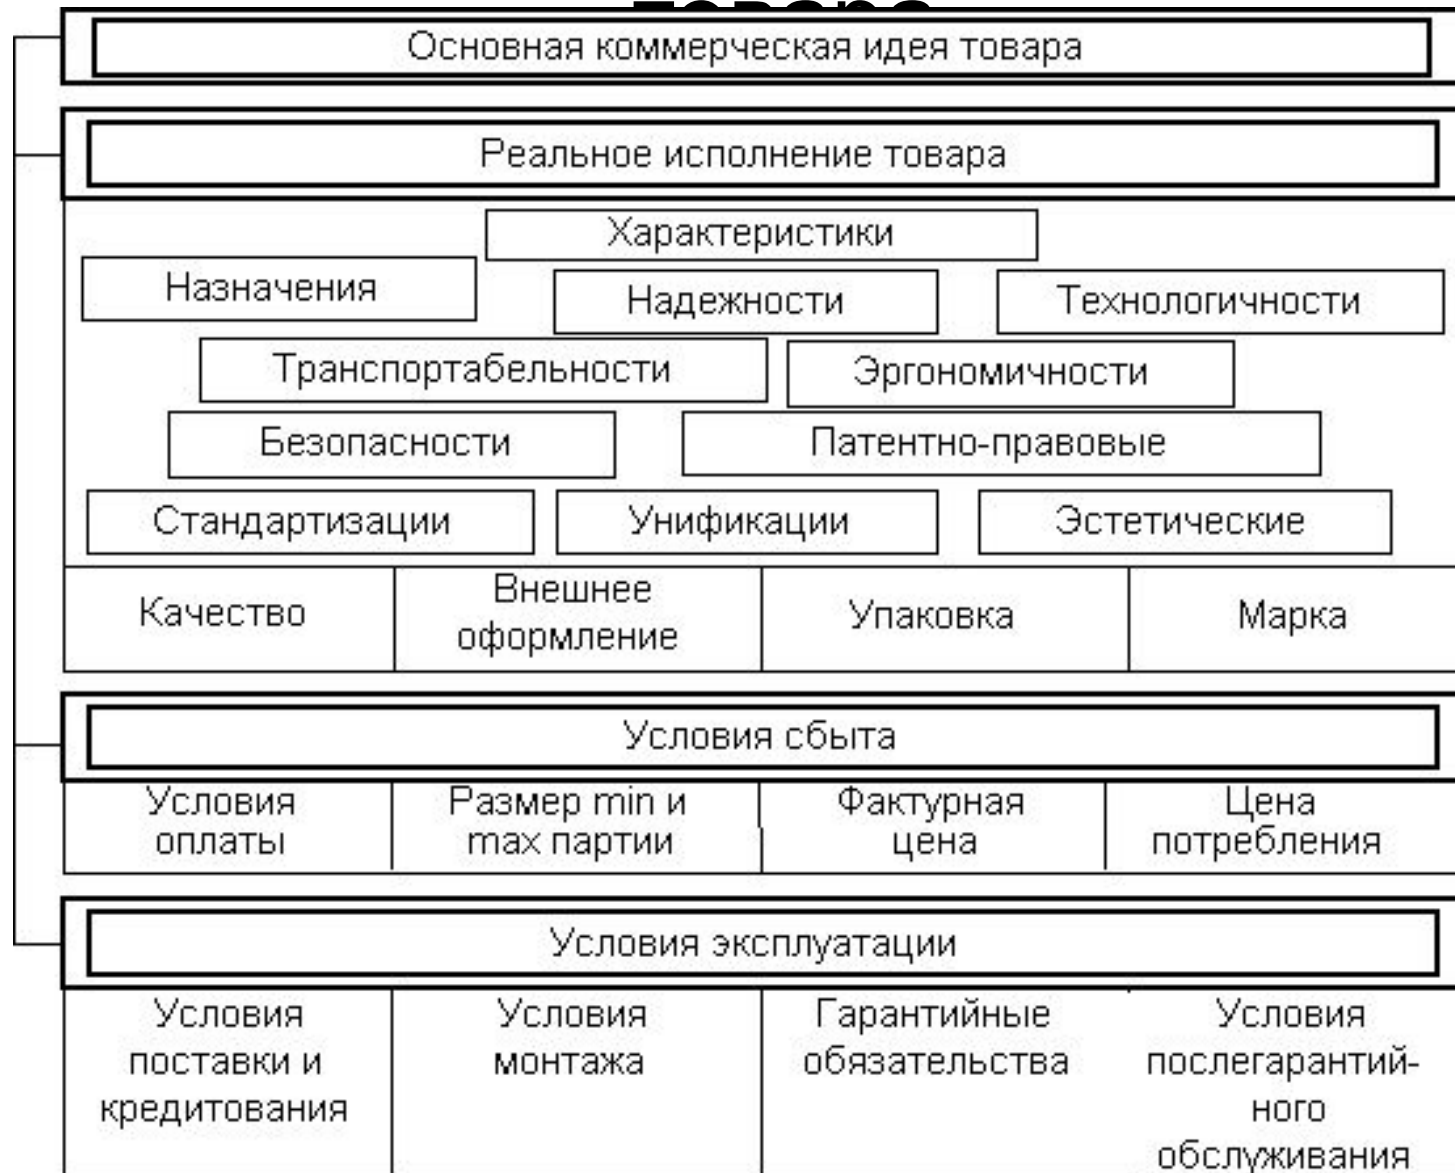 товара
Основная коммерческая идея товара
Реальное исполнение товара
Характеристики
Назначения
Надежности
Технологичности
Транспортабельности
Эргономичности
Безопасности
Патентно-правовые
Стандартизации
Унификации
Эстетические
Качество
Внешнее
оформление
Упаковка
Марка
Условия сбыта
Условия
оплаты
Размер min и
max партии
Фактурная
цена
Цена
потребления
Условия эксплуатации
Условия
поставки и
кредитования
Условия
монтажа
Гарантийные
обязательства
Условия
послегарантий-
ного
обслуживания